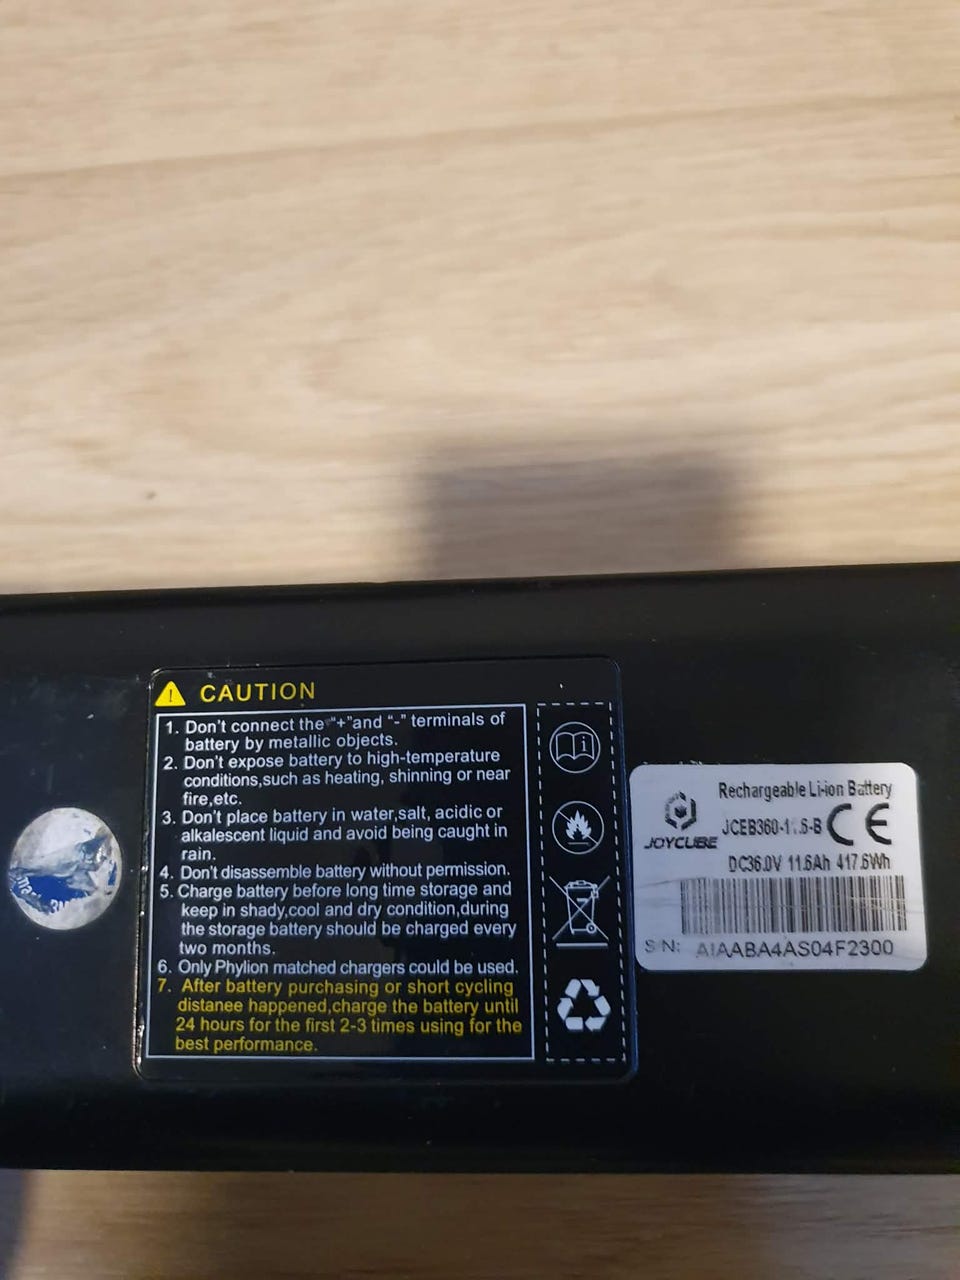 CAUTION
1. Don't connect the "+"and "-" terminals of
battery by metallic objects.
2. Don't expose battery to high-temperature
conditions,such as heating, shinning or near
fire,etc.
3. Don't place battery in water,salt, acidic or
alkalescent liquid and avoid being caught in
rain.
4. Don't disassemble battery without permission.
5. Charge battery before long time storage and
keep in shady,cool and dry condition,during
the storage battery should be charged every
two months.
6. Only Phylion matched chargers could be used.
7. After battery purchasing or short cycling
distanee happened,charge the battery until
24 hours for the first 2-3 times using for the
best performance.
Rechargeable Li-ion Battery
JOYCUBE
CE
DC36.0V 11.6Ah 417.6Wh
S N: AIAABA4AS04F2300